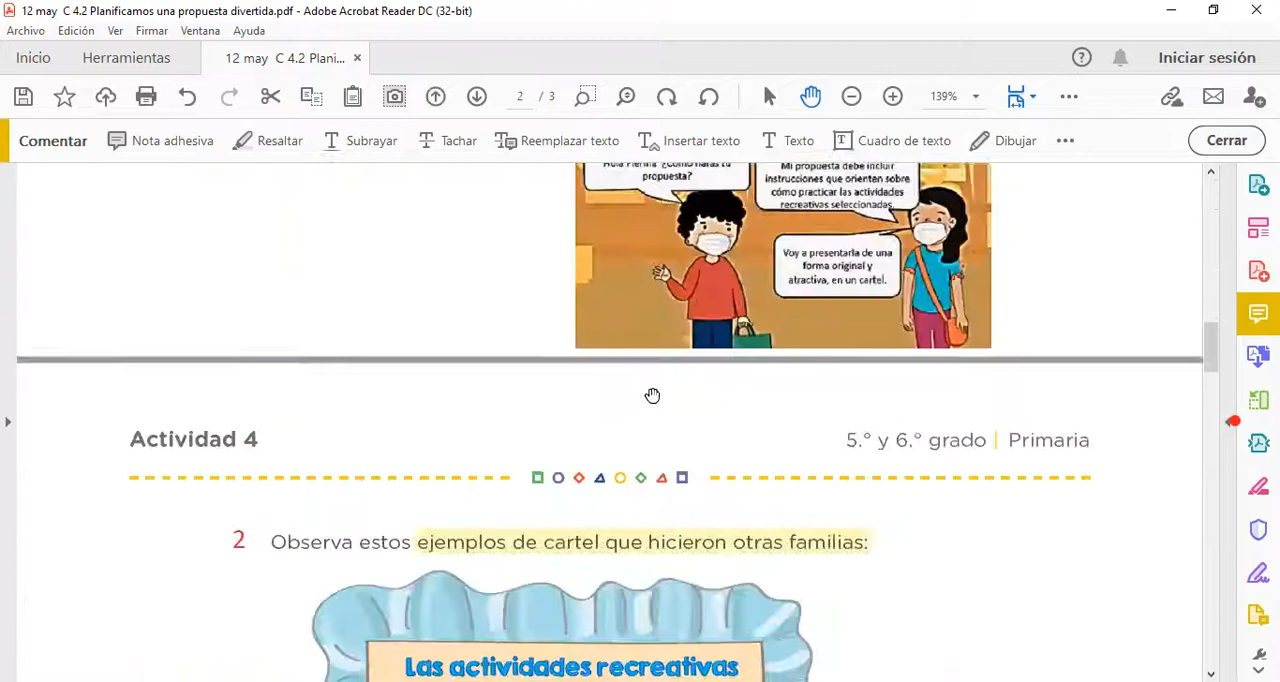 12 may C 4.2 Planificamos una propuesta divertida.pdf - Adobe Acrobat Reader DC (32-bit)
Archivo Edición Ver Firmar Ventana Ayuda
Inicio Herramientas 12 may C 4.2 Plani... × Iniciar sesión
2 / 3 139%
Comentar Nota adhesiva Resaltar Subrayar Tachar Reemplazar texto Insertar texto Texto Cuadro de texto Dibujar Cerrar
propuesta?
Mi propuesta debe incluir
instrucciones que orienten sobre
cómo practicar las actividades
recreativas seleccionadas.
Voy a presentarla de una
forma original y
atractiva, en un cartel.
Actividad 4
5.° y 6.° grado | Primaria
2 Observa estos ejemplos de cartel que hicieron otras familias:
Las actividades recreativas